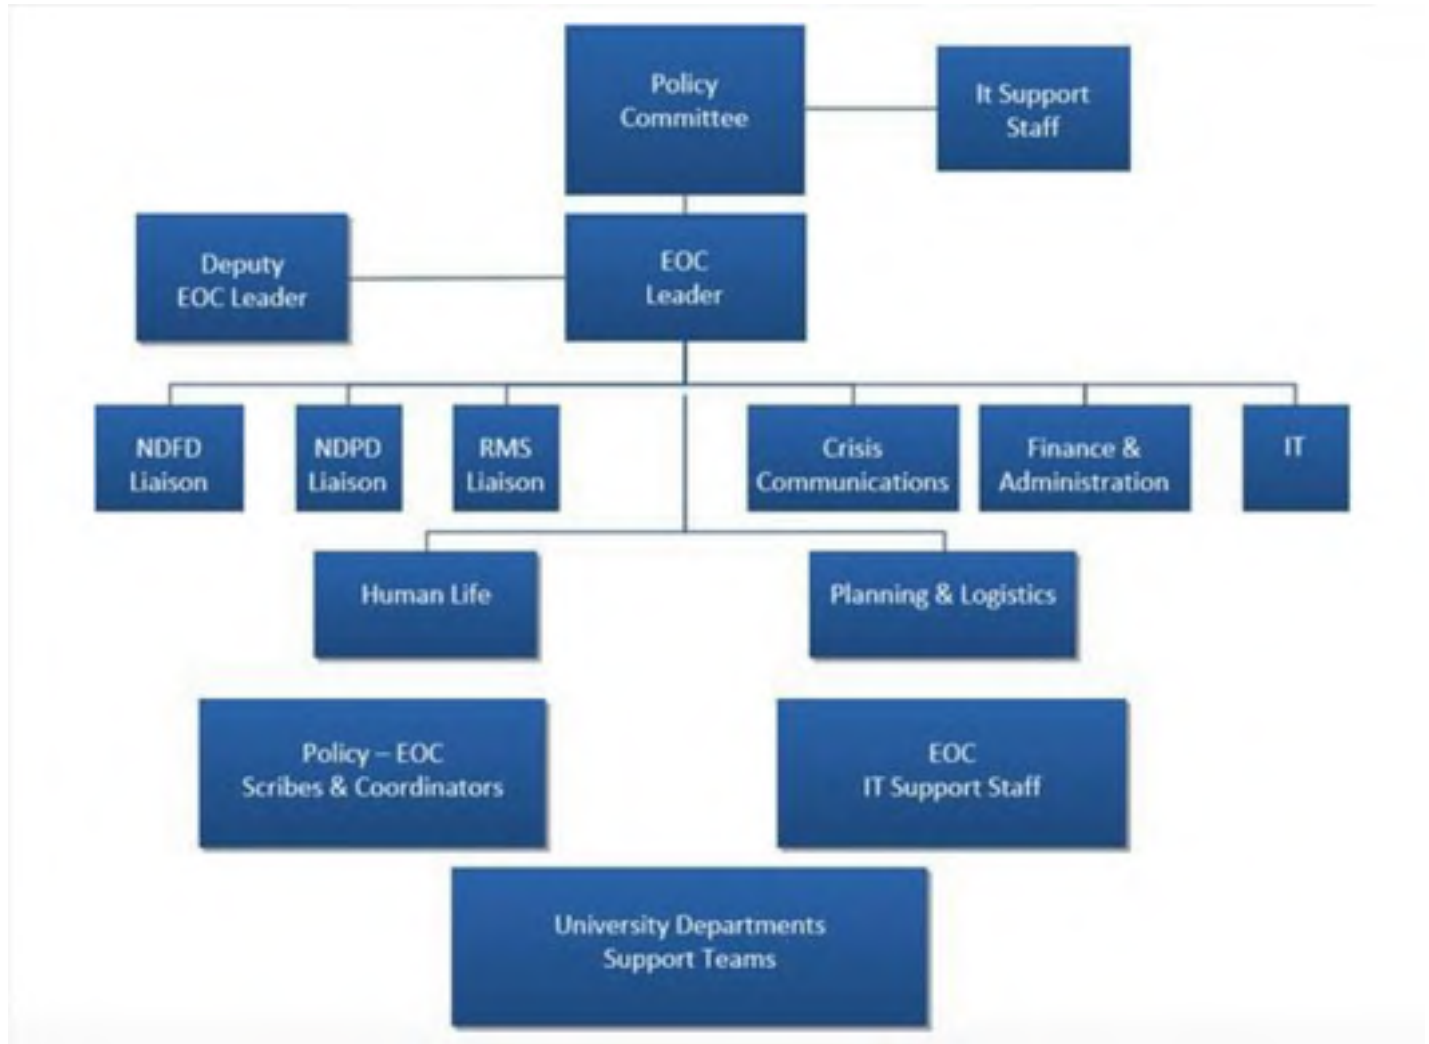 Policy
Committee
It Support
Staff
Deputy
EOC Leader
EOC
Leader
NDFD
Liaison
NDPD
Liaison
RMS
Liaison
Crisis
Communications
Finance &
Administration
IT
Human Life
Planning & Logistics
Policy – EOC
Scribes & Coordinators
EOC
IT Support Staff
University Departments
Support Teams